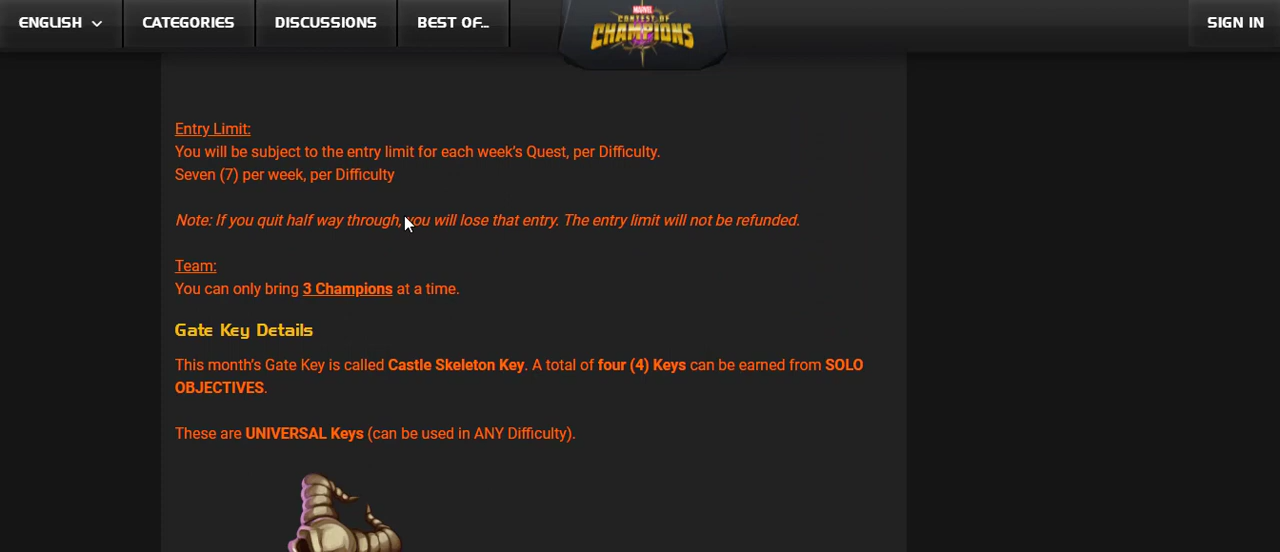 ENGLISH CATEGORIES DISCUSSIONS BEST OF... MARVEL CONTEST OF CHAMPIONS SIGN IN
Entry Limit:
You will be subject to the entry limit for each week's Quest, per Difficulty.
Seven (7) per week, per Difficulty
Note: If you quit half way through, you will lose that entry. The entry limit will not be refunded.
Team:
You can only bring 3 Champions at a time.
Gate Key Details
This month's Gate Key is called Castle Skeleton Key. A total of four (4) Keys can be earned from SOLO
OBJECTIVES.
These are UNIVERSAL Keys (can be used in ANY Difficulty).